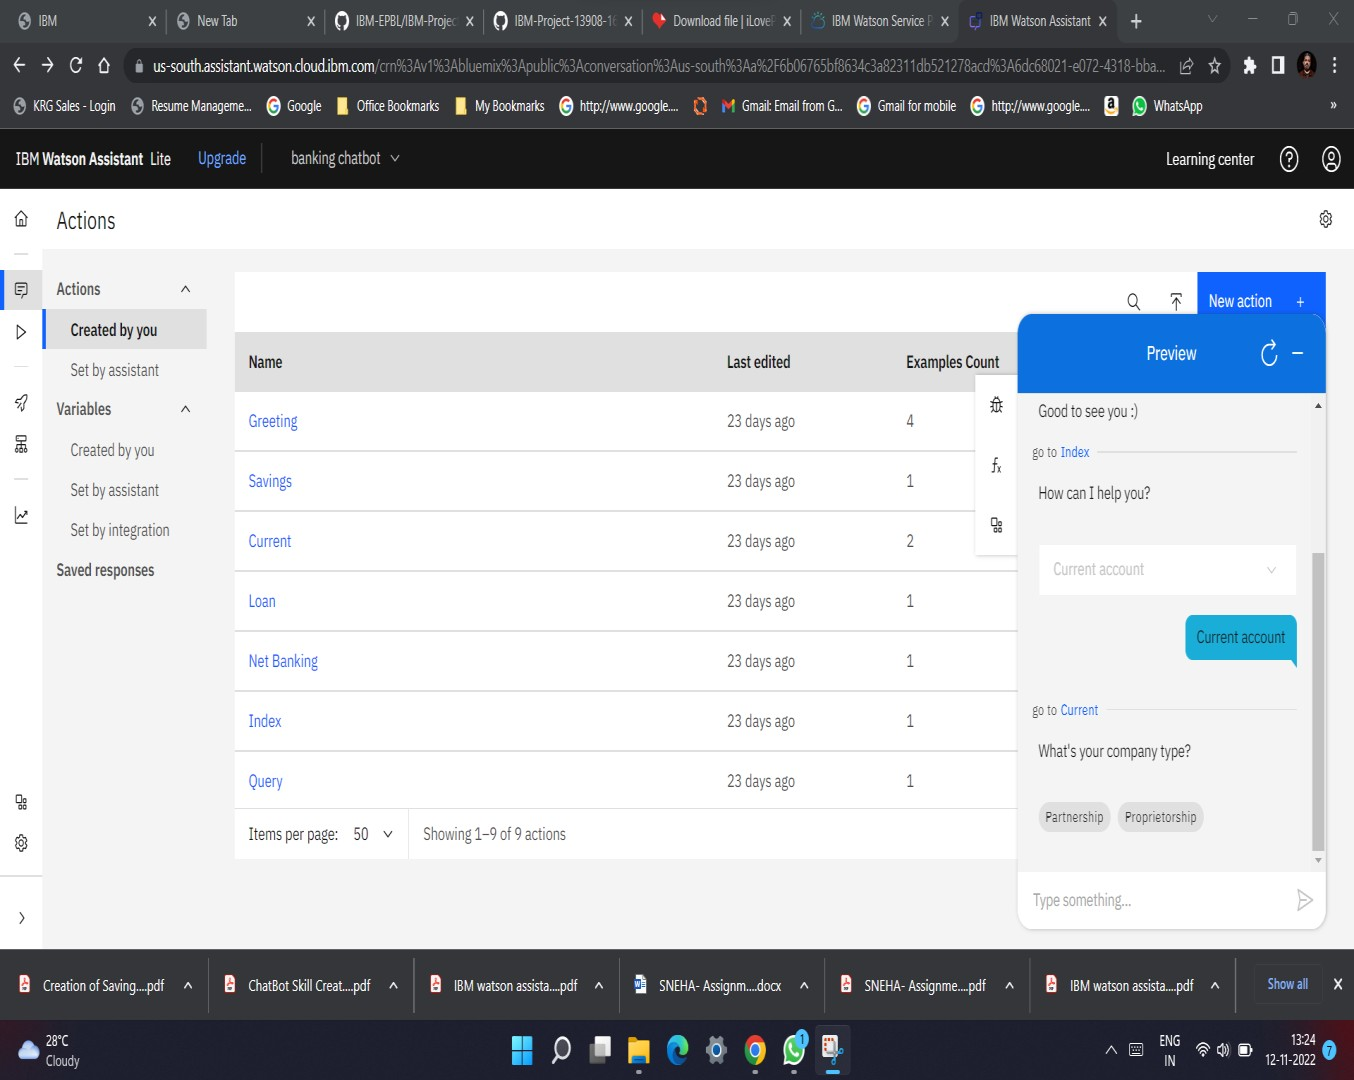 IBM
New Tab
IBM-EPBL/IBM-Projec
IBM-Project-13908-16
Download file | iLoveP
IBM Watson Service P
IBM Watson Assistant
us-south.assistant.watson.cloud.ibm.com/crn%3Av1%3Abluemix%3Apublic%3Aconversation%3Aus-south%3Aa%2F6b06765bf8634c3a82311db521278acd%3A6dc68021-e072-4318-bba...
KRG Sales - Login
Resume Manageme...
Google
Office Bookmarks
My Bookmarks
http://www.google....
Gmail: Email from G...
Gmail for mobile
http://www.google....
WhatsApp
IBM Watson Assistant Lite
Upgrade
banking chatbot
Learning center
Actions
Actions
Created by you
Set by assistant
Variables
Created by you
Set by assistant
Set by integration
Saved responses
New action +
Name Last edited Examples Count
Greeting 23 days ago 4
Savings 23 days ago 1
Current 23 days ago 2
Loan 23 days ago 1
Net Banking 23 days ago 1
Index 23 days ago 1
Query 23 days ago 1
Items per page: 50
Showing 1–9 of 9 actions
Preview
Good to see you :)
go to Index
How can I help you?
Current account
Current account
go to Current
What's your company type?
Partnership
Proprietorship
Type something...
Creation of Saving....pdf
ChatBot Skill Creat....pdf
IBM watson assista....pdf
SNEHA- Assignm....docx
SNEHA- Assignme....pdf
IBM watson assista....pdf
Show all
28°C
Cloudy
1
ENG
IN
13:24
12-11-2022
7